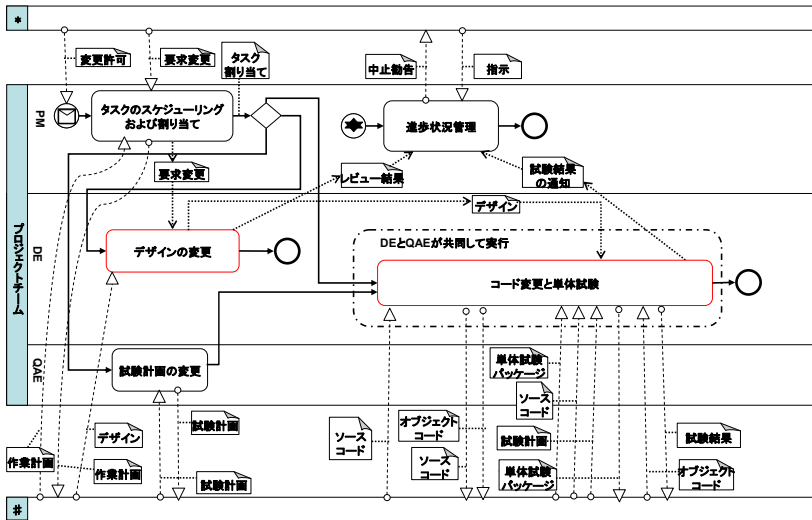 *
変更許可
要求変更
タスク
割り当て
中止勧告
指示
プロジェクトチーム
PM
タスクのスケジューリング
および割り当て
進歩状況管理
要求変更
レビュー結果
試験結果
の通知
デザイン
DE
デザインの変更
DEとQAEが共同して実行
コード変更と単体試験
QAE
試験計画の変更
単体試験
パッケージ
ソース
コード
作業計画
デザイン
作業計画
試験計画
試験計画
ソース
コード
オブジェクト
コード
ソース
コード
試験計画
単体試験
パッケージ
試験結果
オブジェクト
コード
#